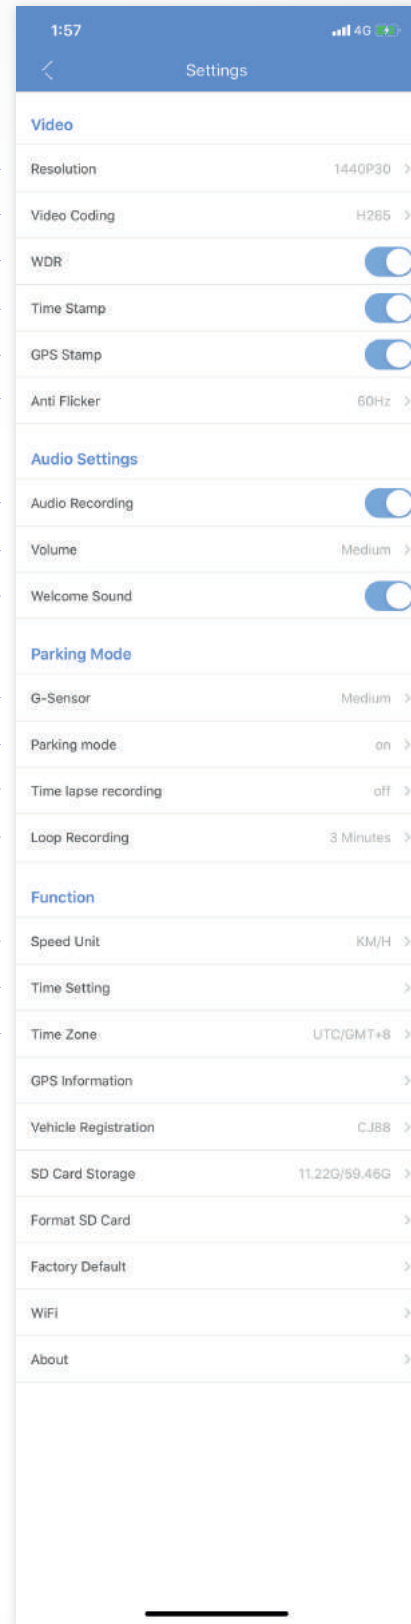 1:57 4G
Settings
Video
Resolution 1440P30
Video Coding H265
WDR
Time Stamp
GPS Stamp
Anti Flicker 60Hz
Audio Settings
Audio Recording
Volume Medium
Welcome Sound
Parking Mode
G-Sensor Medium
Parking mode on
Time lapse recording off
Loop Recording 3 Minutes
Function
Speed Unit KM/H
Time Setting
Time Zone UTC/GMT+8
GPS Information
Vehicle Registration CJ88
SD Card Storage 11.22G/59.46G
Format SD Card
Factory Default
WiFi
About